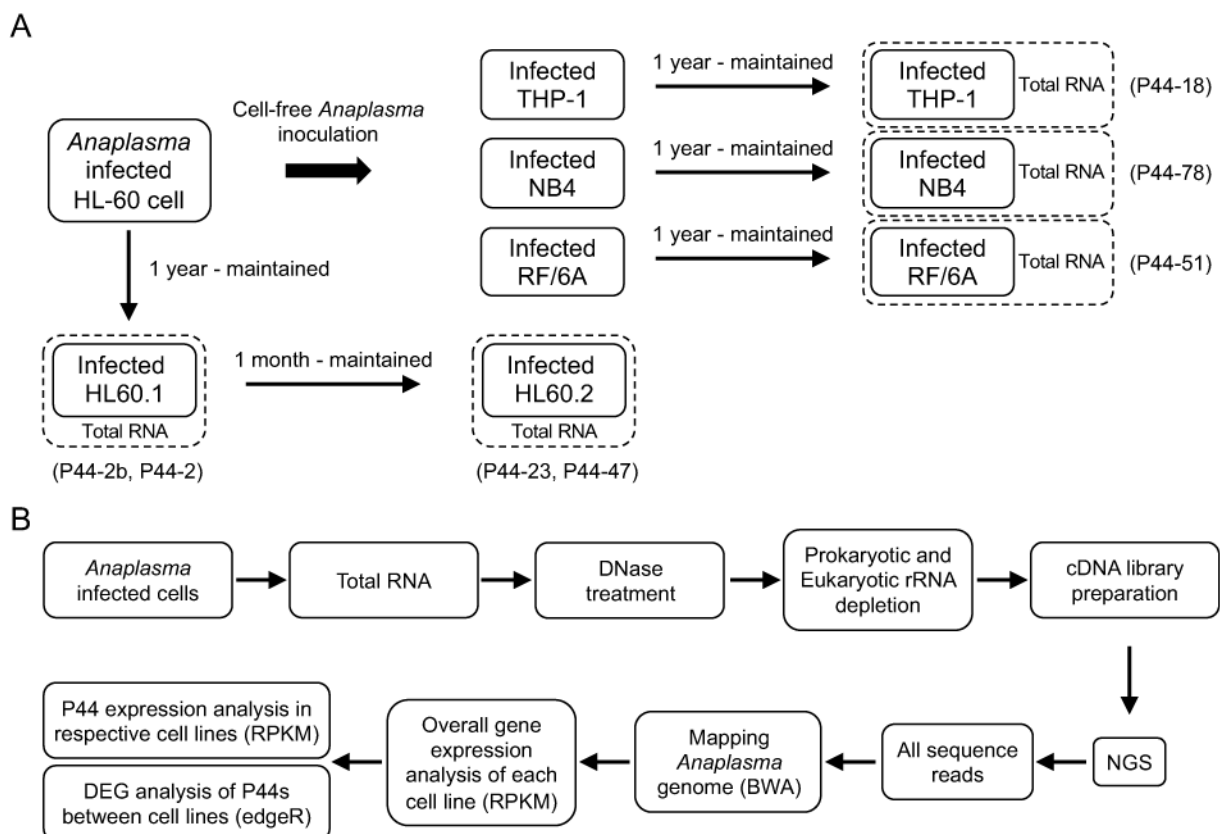 A
Anaplasma
infected
HL-60 cell
Cell-free Anaplasma
inoculation
Infected
THP-1
1 year - maintained
Infected
THP-1
Total RNA
(P44-18)
Infected
NB4
1 year - maintained
Infected
NB4
Total RNA
(P44-78)
Infected
RF/6A
1 year - maintained
Infected
RF/6A
Total RNA
(P44-51)
1 year - maintained
Infected
HL60.1
Total RNA
(P44-2b, P44-2)
1 month - maintained
Infected
HL60.2
Total RNA
(P44-23, P44-47)
B
Anaplasma
infected cells
Total RNA
DNase
treatment
Prokaryotic and
Eukaryotic rRNA
depletion
cDNA library
preparation
NGS
All sequence
reads
Mapping
Anaplasma
genome (BWA)
Overall gene
expression
analysis of each
cell line (RPKM)
P44 expression analysis in
respective cell lines (RPKM)
DEG analysis of P44s
between cell lines (edgeR)